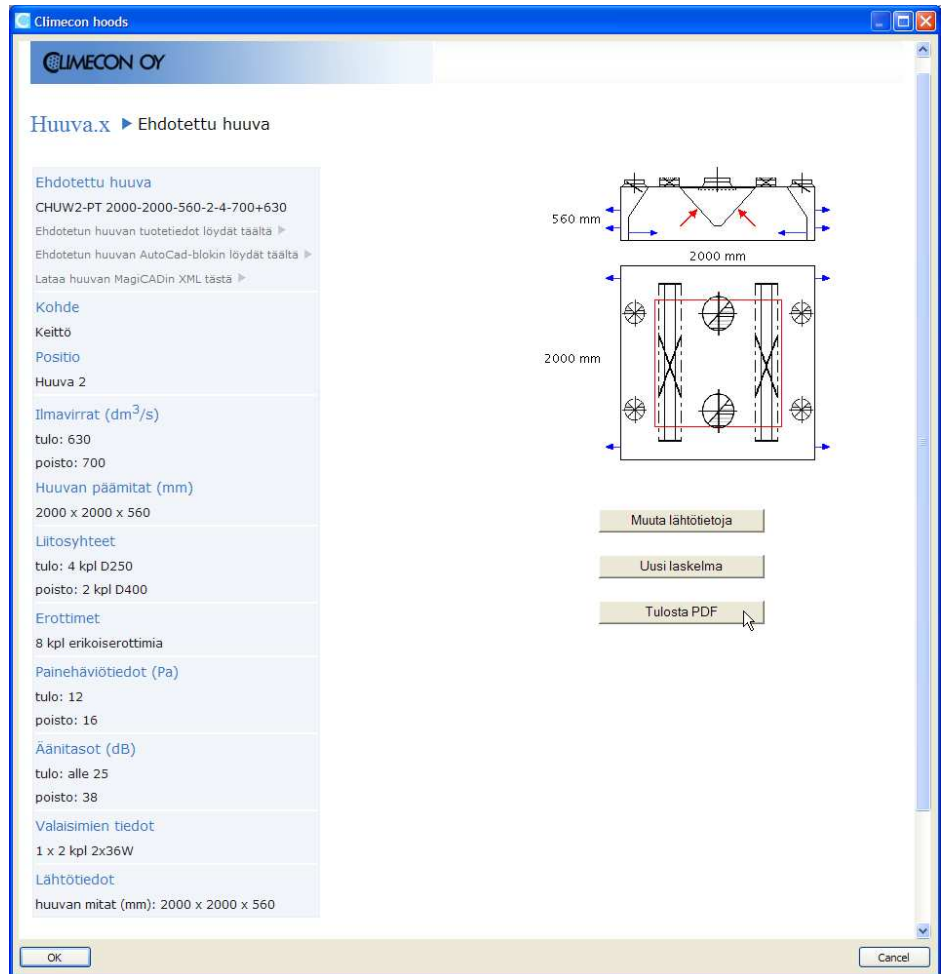 Climecon hoods
CLIMECON OY
Huuva.x ▶ Ehdotettu huuva
Ehdotettu huuva
CHUW2-PT 2000-2000-560-2-4-700+630
Ehdotetun huuvan tuotetiedot löydät täältä ▶
Ehdotetun huuvan AutoCad-blokin löydät täältä ▶
Lataa huuvan MagiCADin XML tästä ▶
Kohde
Keittö
Positio
Huuva 2
Ilmavirrat (dm³/s)
tulo: 630
poisto: 700
Huuvan päämitat (mm)
2000 x 2000 x 560
Liitosyhteet
tulo: 4 kpl D250
poisto: 2 kpl D400
Erottimet
8 kpl erikoiserottimia
Painehäviötiedot (Pa)
tulo: 12
poisto: 16
Äänitasot (dB)
tulo: alle 25
poisto: 38
Valaisimien tiedot
1 x 2 kpl 2x36W
Lähtötiedot
huuvan mitat (mm): 2000 x 2000 x 560
560 mm
2000 mm
2000 mm
Muuta lähtötietoja
Uusi laskelma
Tulosta PDF
OK
Cancel